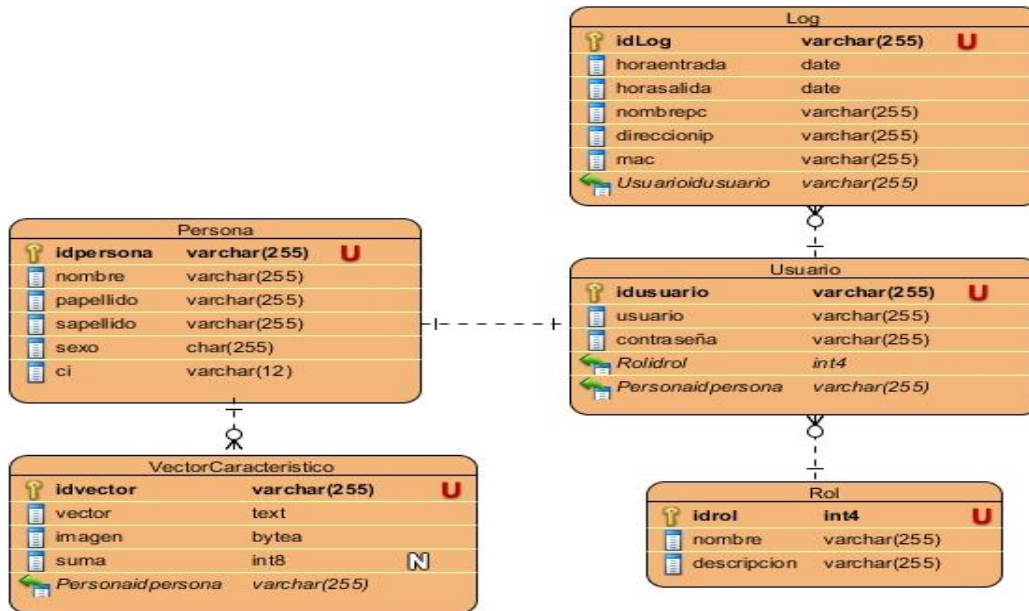 Log
idLog varchar(255) U
horaentrada date
horasalida date
nombrepc varchar(255)
direccionip varchar(255)
mac varchar(255)
Usuarioidusuario varchar(255)
Persona
idpersona varchar(255) U
nombre varchar(255)
papellido varchar(255)
sapellido varchar(255)
sexo char(255)
ci varchar(12)
Usuario
idusuario varchar(255) U
usuario varchar(255)
contraseña varchar(255)
Rolidrol int4
Personaidpersona varchar(255)
VectorCaracteristico
idvector varchar(255) U
vector text
imagen bytea
suma int8 N
Personaidpersona varchar(255)
Rol
idrol int4 U
nombre varchar(255)
descripcion varchar(255)